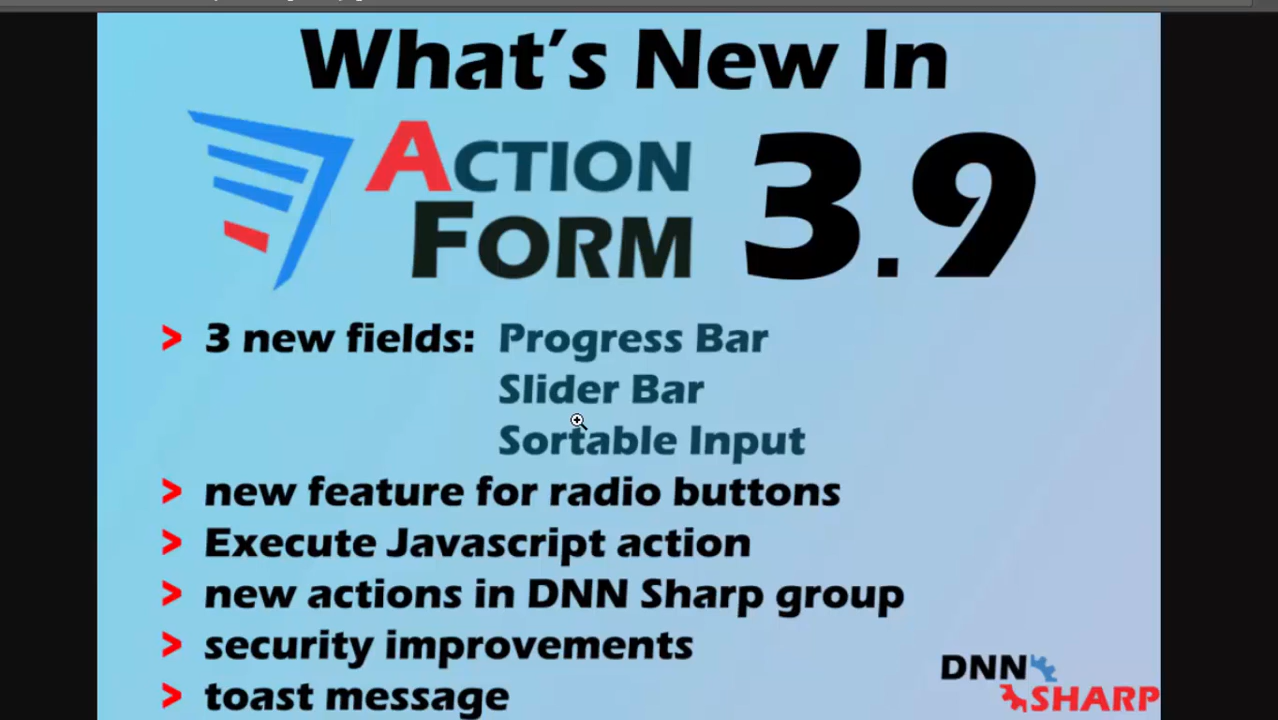 What's New In
ACTION
FORM
3.9
> 3 new fields: Progress Bar
Slider Bar
Sortable Input
> new feature for radio buttons
> Execute Javascript action
> new actions in DNN Sharp group
> security improvements
> toast message
DNN
SHARP